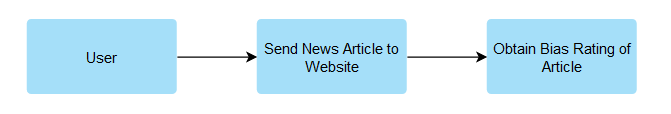 User
Send News Article to
Website
Obtain Bias Rating of
Article